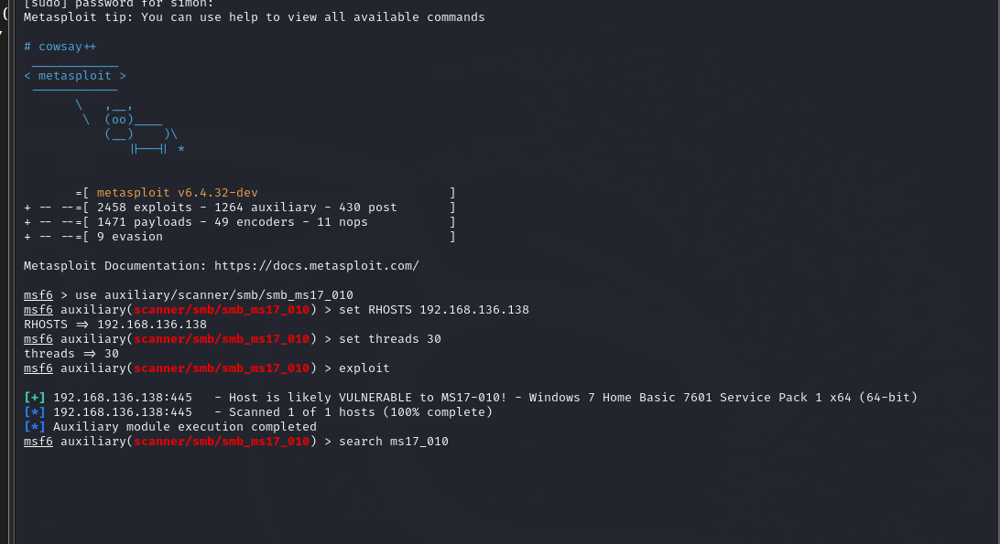 [sudo] password for simon:
Metasploit tip: You can use help to view all available commands
# cowsay++
 ____________
< metasploit >
 ------------
       \   ,__,
        \  (oo)____
           (__)    )\
              ||--|| *
       =[ metasploit v6.4.32-dev                          ]
+ -- --=[ 2458 exploits - 1264 auxiliary - 430 post       ]
+ -- --=[ 1471 payloads - 49 encoders - 11 nops           ]
+ -- --=[ 9 evasion                                       ]
Metasploit Documentation: https://docs.metasploit.com/
msf6 > use auxiliary/scanner/smb/smb_ms17_010
msf6 auxiliary(scanner/smb/smb_ms17_010) > set RHOSTS 192.168.136.138
RHOSTS => 192.168.136.138
msf6 auxiliary(scanner/smb/smb_ms17_010) > set threads 30
threads => 30
msf6 auxiliary(scanner/smb/smb_ms17_010) > exploit
[+] 192.168.136.138:445   - Host is likely VULNERABLE to MS17-010! - Windows 7 Home Basic 7601 Service Pack 1 x64 (64-bit)
[*] 192.168.136.138:445   - Scanned 1 of 1 hosts (100% complete)
[*] Auxiliary module execution completed
msf6 auxiliary(scanner/smb/smb_ms17_010) > search ms17_010